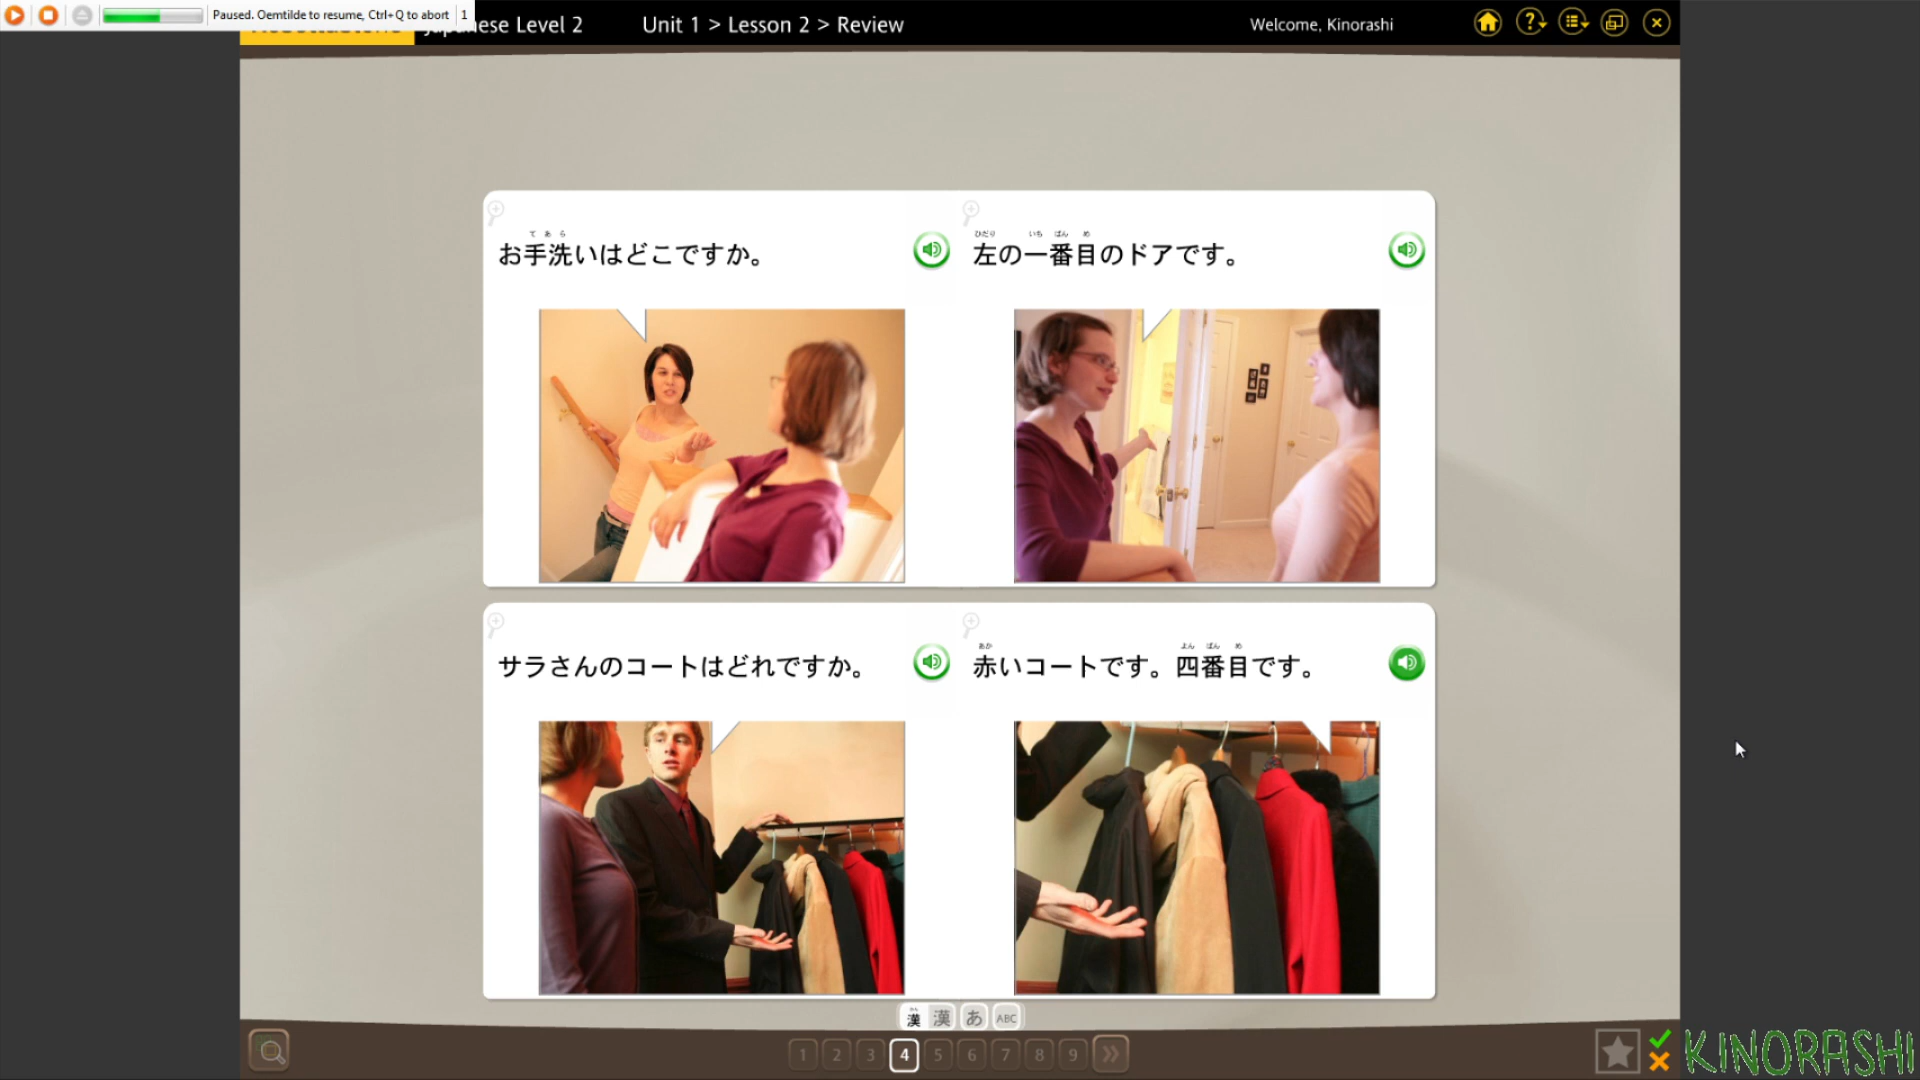 Paused. Oemtilde to resume, Ctrl+Q to abort 1
Japanese Level 2
Unit 1 > Lesson 2 > Review
Welcome, Kinorashi
てあら
お手洗いはどこですか。
ひだり いち ばん め
左の一番目のドアです。
サラさんのコートはどれですか。
あか よん ばん め
赤いコートです。四番目です。
かん
漢 漢 あ ABC
1 2 3 4 5 6 7 8 9
KINORASHI